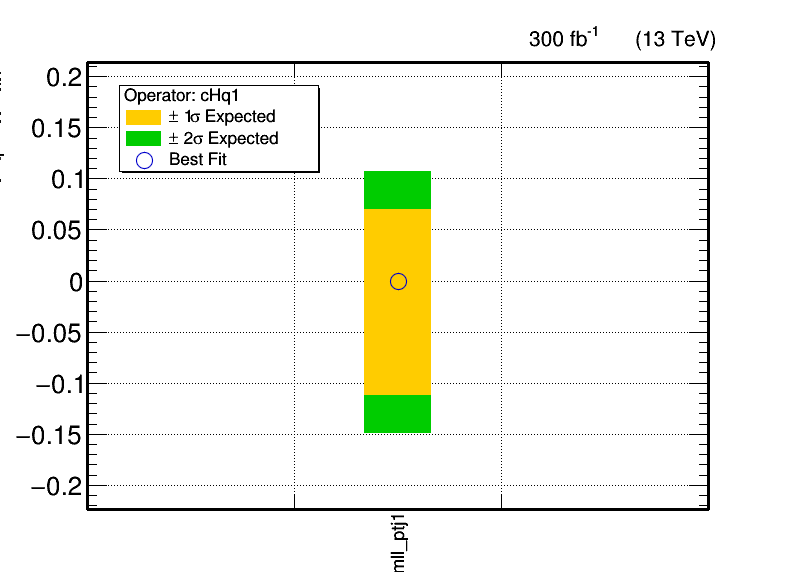 300 fb-1 (13 TeV)
0.2
0.15
0.1
0.05
0
−0.05
−0.1
−0.15
−0.2
Operator: cHq1
± 1σ Expected
± 2σ Expected
Best Fit
mll_ptj1